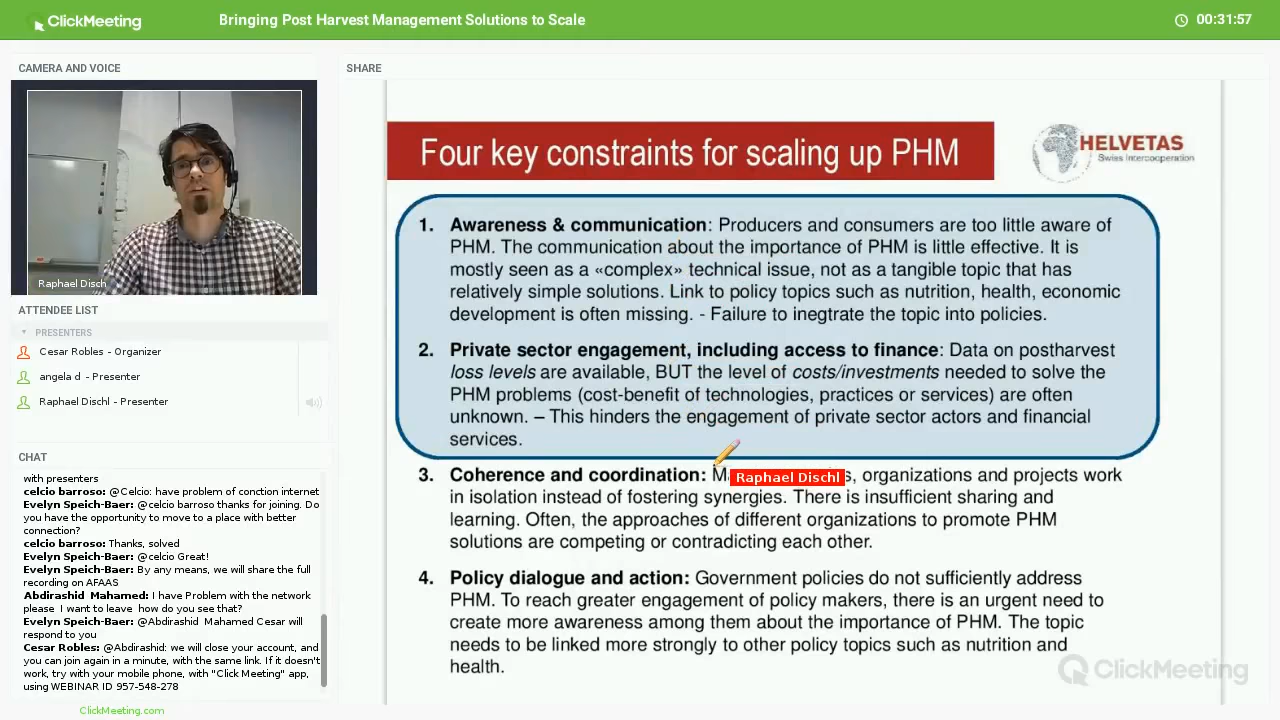 ClickMeeting
Bringing Post Harvest Management Solutions to Scale
00:31:57
CAMERA AND VOICE
Raphael Disch
ATTENDEE LIST
PRESENTERS
Cesar Robles - Organizer
angela d - Presenter
Raphael Dischl - Presenter
CHAT
with presenters
celcio barroso: @Celcio: have problem of conction internet
Evelyn Speich-Baer: @celcio barroso thanks for joining. Do
you have the opportunity to move to a place with better
connection?
celcio barroso: Thanks, solved
Evelyn Speich-Baer: @celcio Great!
Evelyn Speich-Baer: By any means, we will share the full
recording on AFAAS
Abdirashid Mahamed: I have Problem with the network
please I want to leave how do you see that?
Evelyn Speich-Baer: @Abdirashid Mahamed Cesar will
respond to you
Cesar Robles: @Abdirashid: we will close your account, and
you can join again in a minute, with the same link. If it doesn't
work, try with your mobile phone, with "Click Meeting" app,
using WEBINAR ID 957-548-278
ClickMeeting.com
SHARE
Four key constraints for scaling up PHM
HELVETAS
Swiss Intercooperation
1. Awareness & communication: Producers and consumers are too little aware of
PHM. The communication about the importance of PHM is little effective. It is
mostly seen as a «complex» technical issue, not as a tangible topic that has
relatively simple solutions. Link to policy topics such as nutrition, health, economic
development is often missing. - Failure to inegrate the topic into policies.
2. Private sector engagement, including access to finance: Data on postharvest
loss levels are available, BUT the level of costs/investments needed to solve the
PHM problems (cost-benefit of technologies, practices or services) are often
unknown. – This hinders the engagement of private sector actors and financial
services.
3. Coherence and coordination: organizations and projects work
Raphael Dischl
in isolation instead of fostering synergies. There is insufficient sharing and
learning. Often, the approaches of different organizations to promote PHM
solutions are competing or contradicting each other.
4. Policy dialogue and action: Government policies do not sufficiently address
PHM. To reach greater engagement of policy makers, there is an urgent need to
create more awareness among them about the importance of PHM. The topic
needs to be linked more strongly to other policy topics such as nutrition and
health.
ClickMeeting